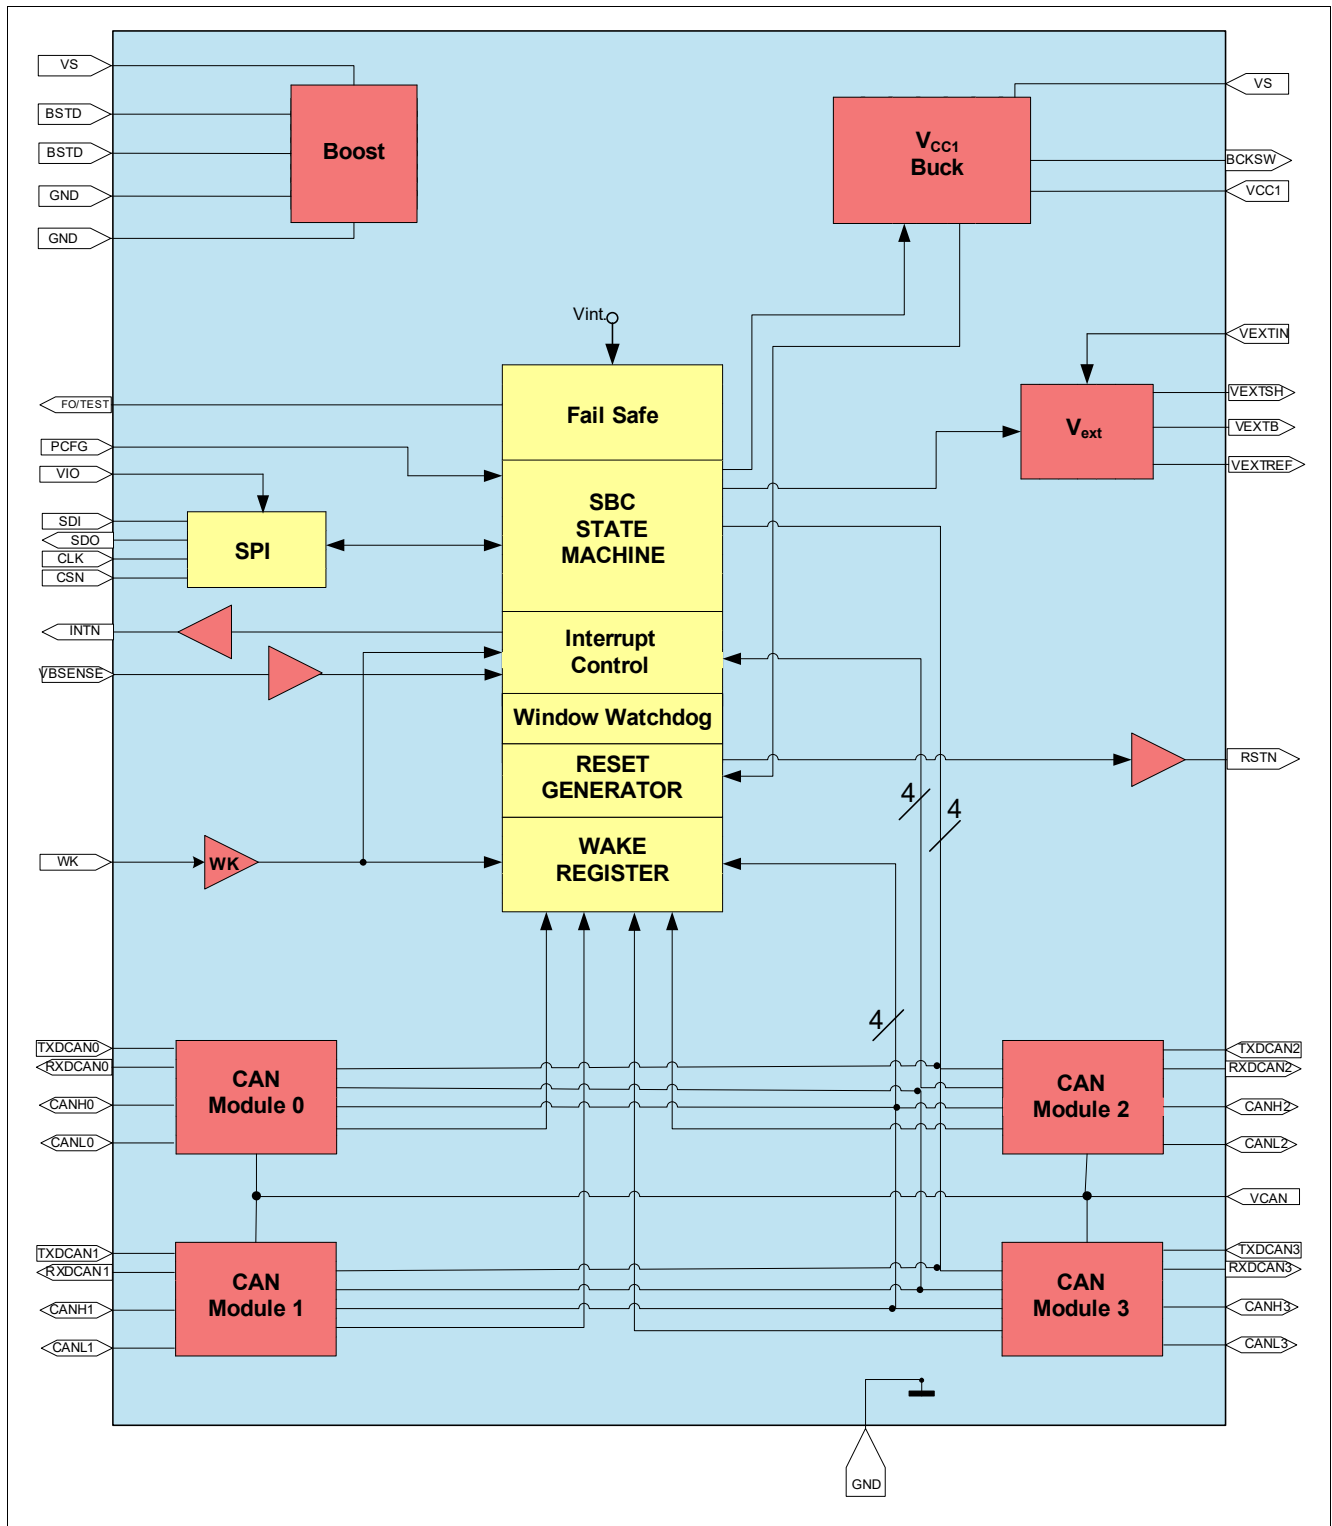 VS
BSTD
BSTD
GND
GND
Boost
VCC1
Buck
VS
BCKSW
VCC1
Vint.
VEXTIN
VEXTSH
VEXTB
VEXTREF
Vext
FO/TEST
PCFG
VIO
SDI
SDO
CLK
CSN
SPI
INTN
VBSENSE
WK
WK
Fail Safe
SBC
STATE
MACHINE
Interrupt
Control
Window Watchdog
RESET
GENERATOR
WAKE
REGISTER
RSTN
4
4
4
TXDCAN0
RXDCAN0
CANH0
CANL0
CAN
Module 0
CAN
Module 2
TXDCAN2
RXDCAN2
CANH2
CANL2
VCAN
TXDCAN1
RXDCAN1
CANH1
CANL1
CAN
Module 1
CAN
Module 3
TXDCAN3
RXDCAN3
CANH3
CANL3
GND